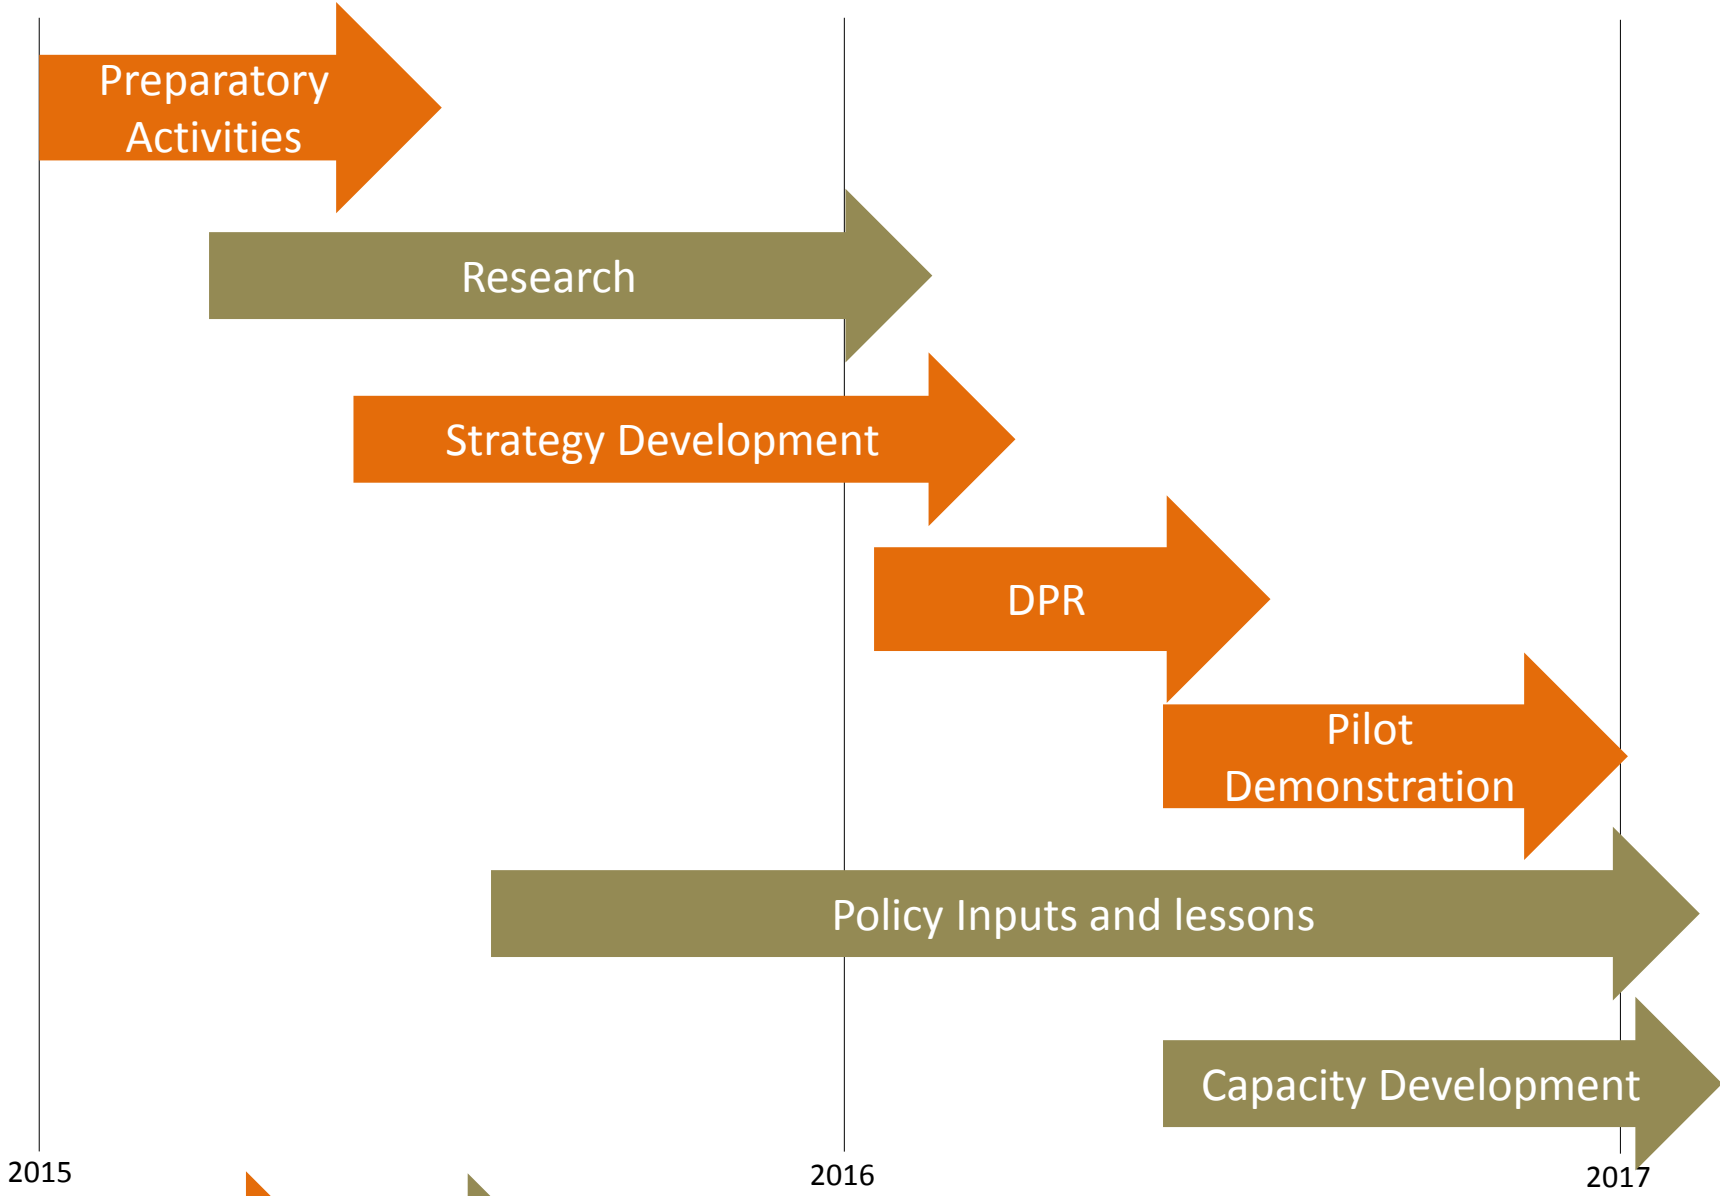 Preparatory
Activities
Research
Strategy Development
DPR
Pilot
Demonstration
Policy Inputs and lessons
Capacity Development
2015
2016
2017